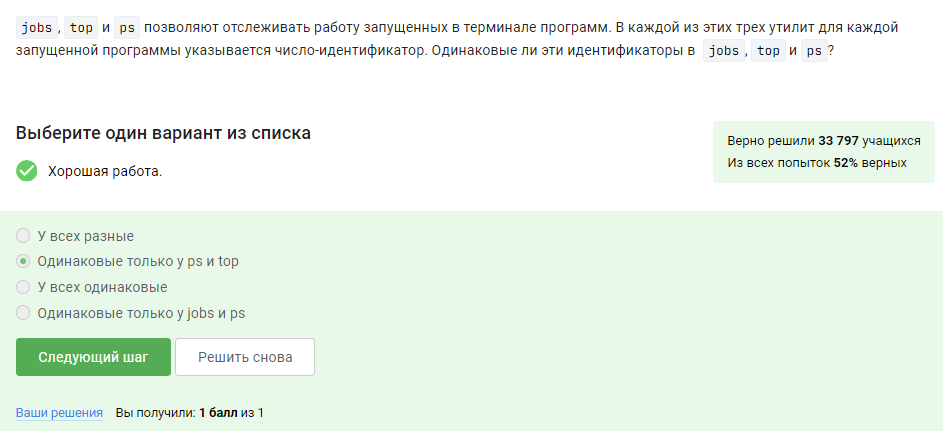 jobs, top и ps позволяют отслеживать работу запущенных в терминале программ. В каждой из этих трех утилит для каждой
запущенной программы указывается число-идентификатор. Одинаковые ли эти идентификаторы в jobs, top и ps?
Выберите один вариант из списка
Хорошая работа.
Верно решили 33 797 учащихся
Из всех попыток 52% верных
У всех разные
Одинаковые только у ps и top
У всех одинаковые
Одинаковые только у jobs и ps
Следующий шаг
Решить снова
Ваши решения Вы получили: 1 балл из 1